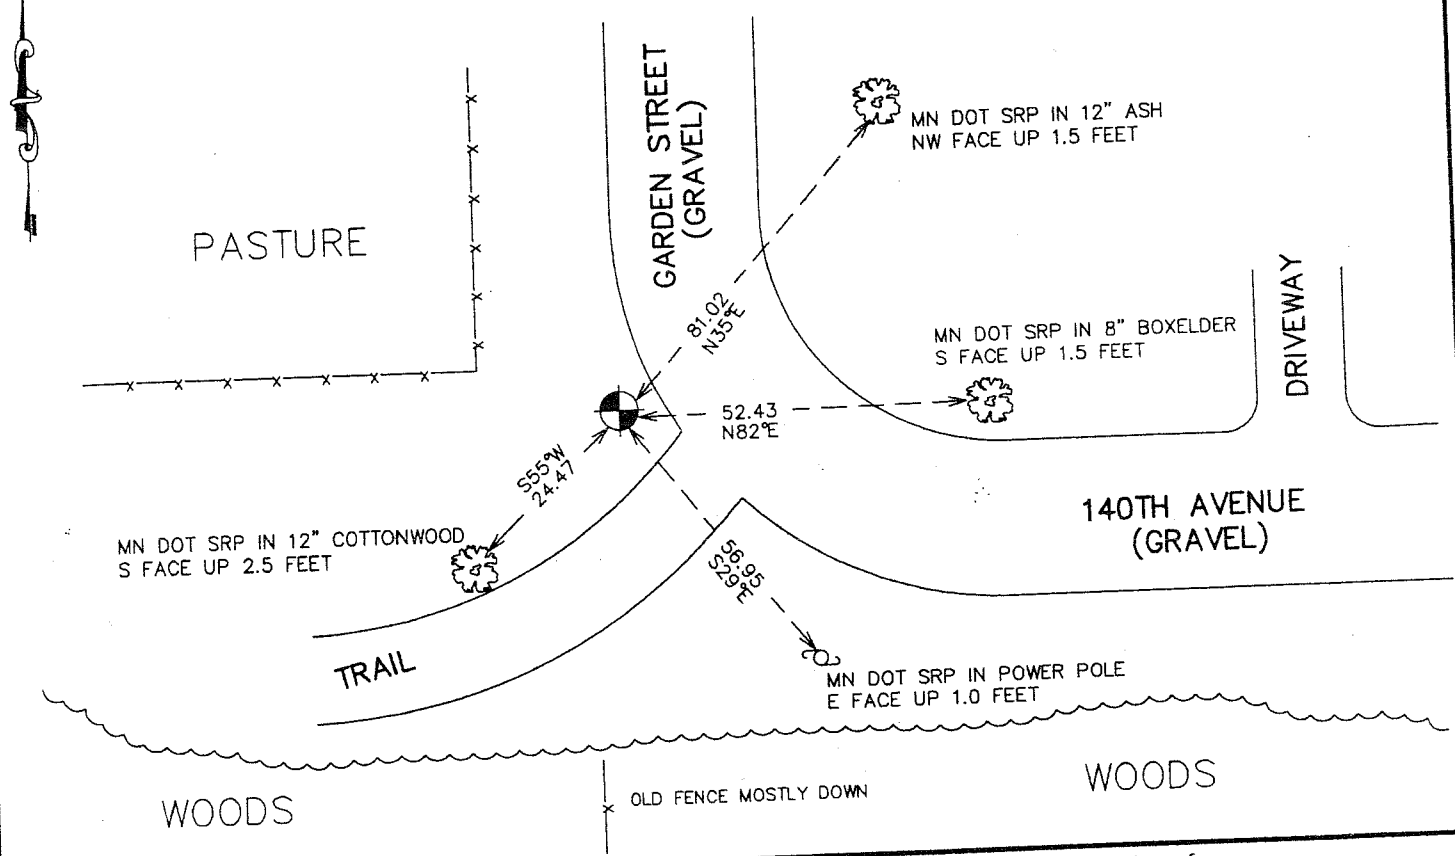 GARDEN STREET
(GRAVEL)
MN DOT SRP IN 12" ASH
NW FACE UP 1.5 FEET
PASTURE
81.02
N35°E
MN DOT SRP IN 8" BOXELDER
S FACE UP 1.5 FEET
DRIVEWAY
52.43
N82°E
S55°W
24.47
140TH AVENUE
(GRAVEL)
MN DOT SRP IN 12" COTTONWOOD
S FACE UP 2.5 FEET
56.95
S29°E
TRAIL
MN DOT SRP IN POWER POLE
E FACE UP 1.0 FEET
WOODS
OLD FENCE MOSTLY DOWN
WOODS